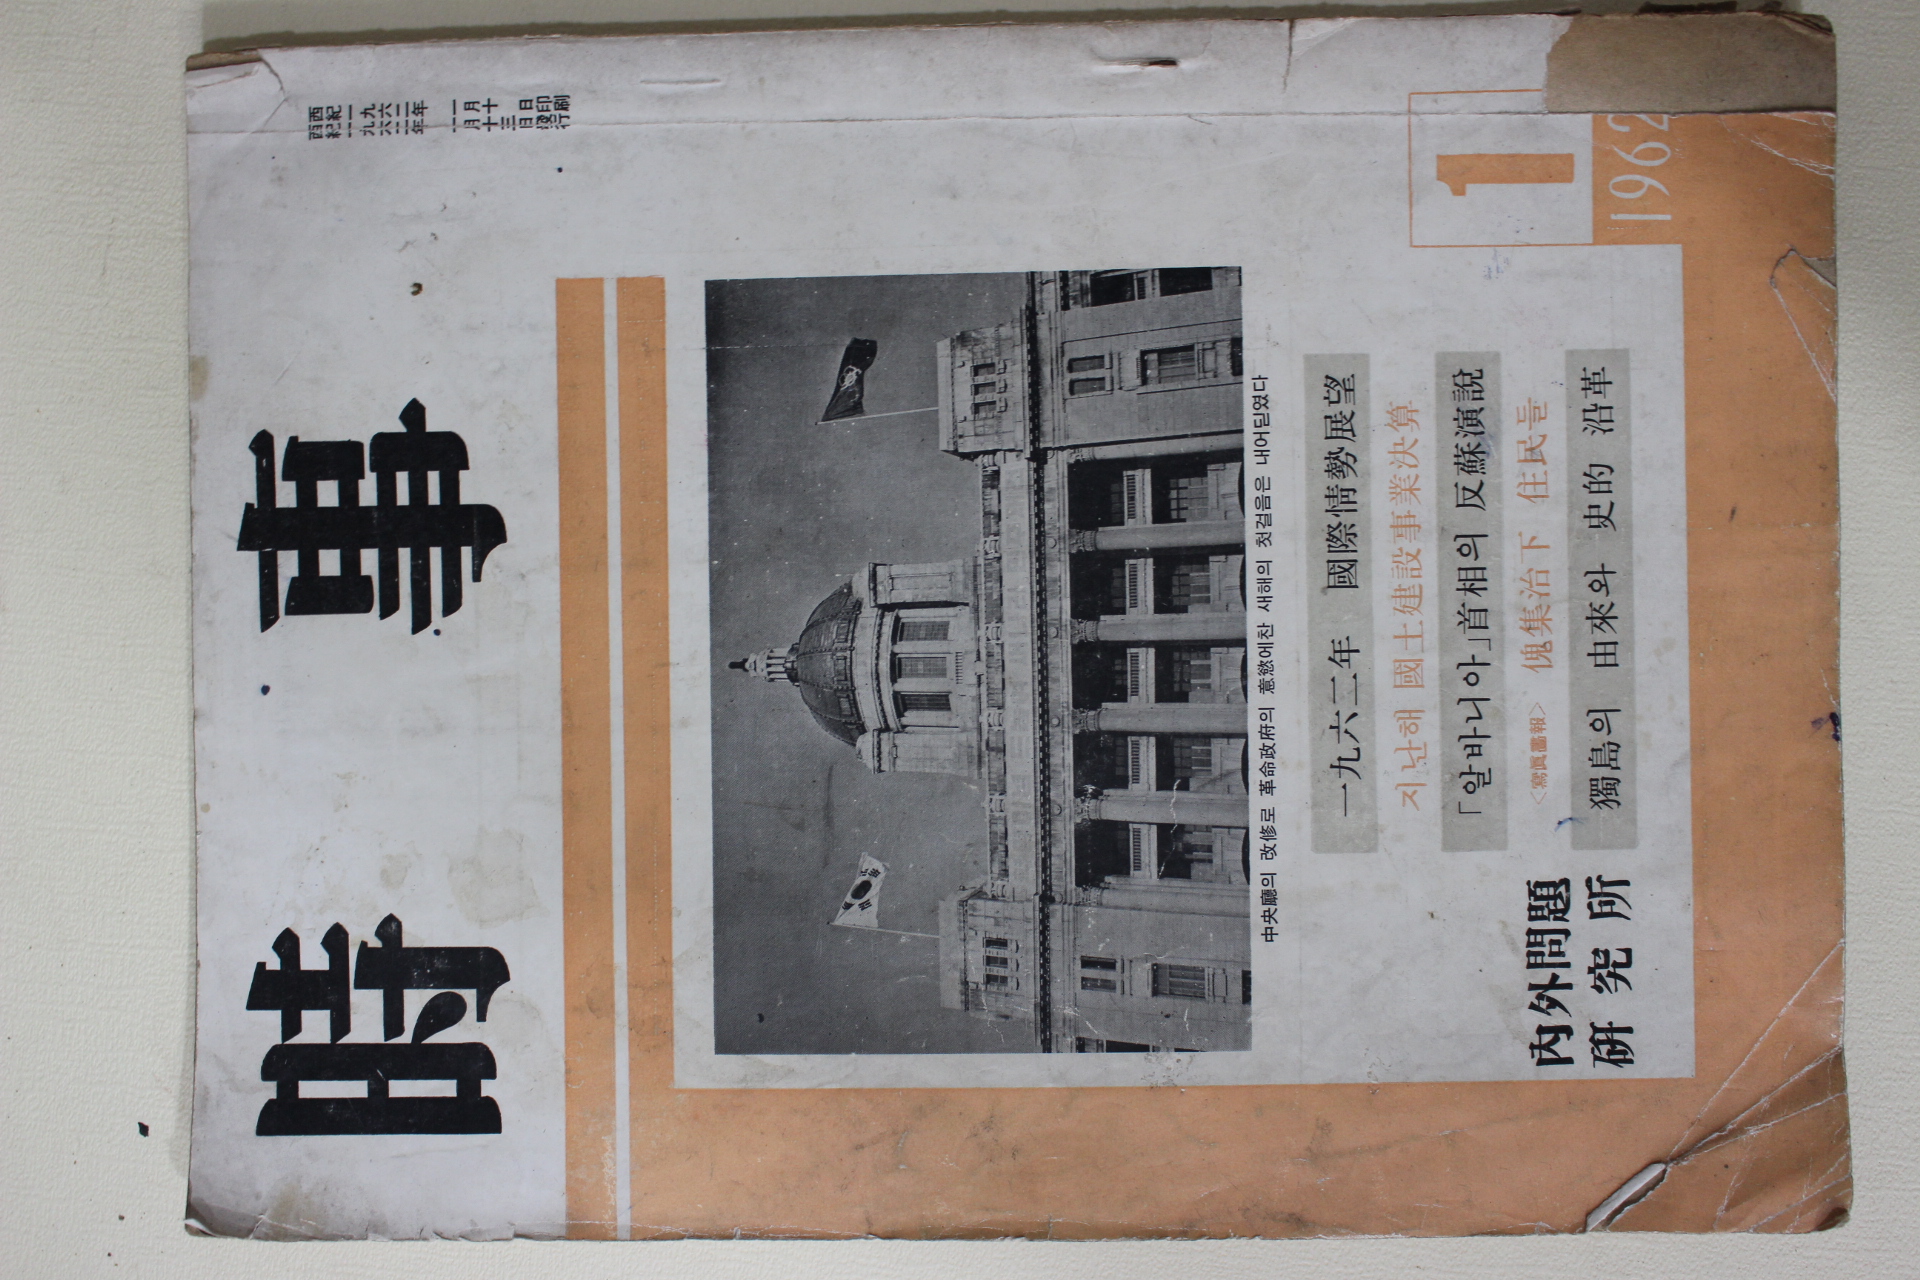 時事
西紀一九六二年一月十日印刷
西紀一九六二年一月十三日發行
1
1962
中央廳의 改修로 革命政府의 意慾에찬 새해의 첫걸음은 내어딛였다
一九六二年 國際情勢展望
지난해 國土建設事業決算
「알바니아」首相의 反蘇演說
<寫眞畵報> 傀集治下 住民들
獨島의 由來와 史的 沿革
內外問題
硏究所